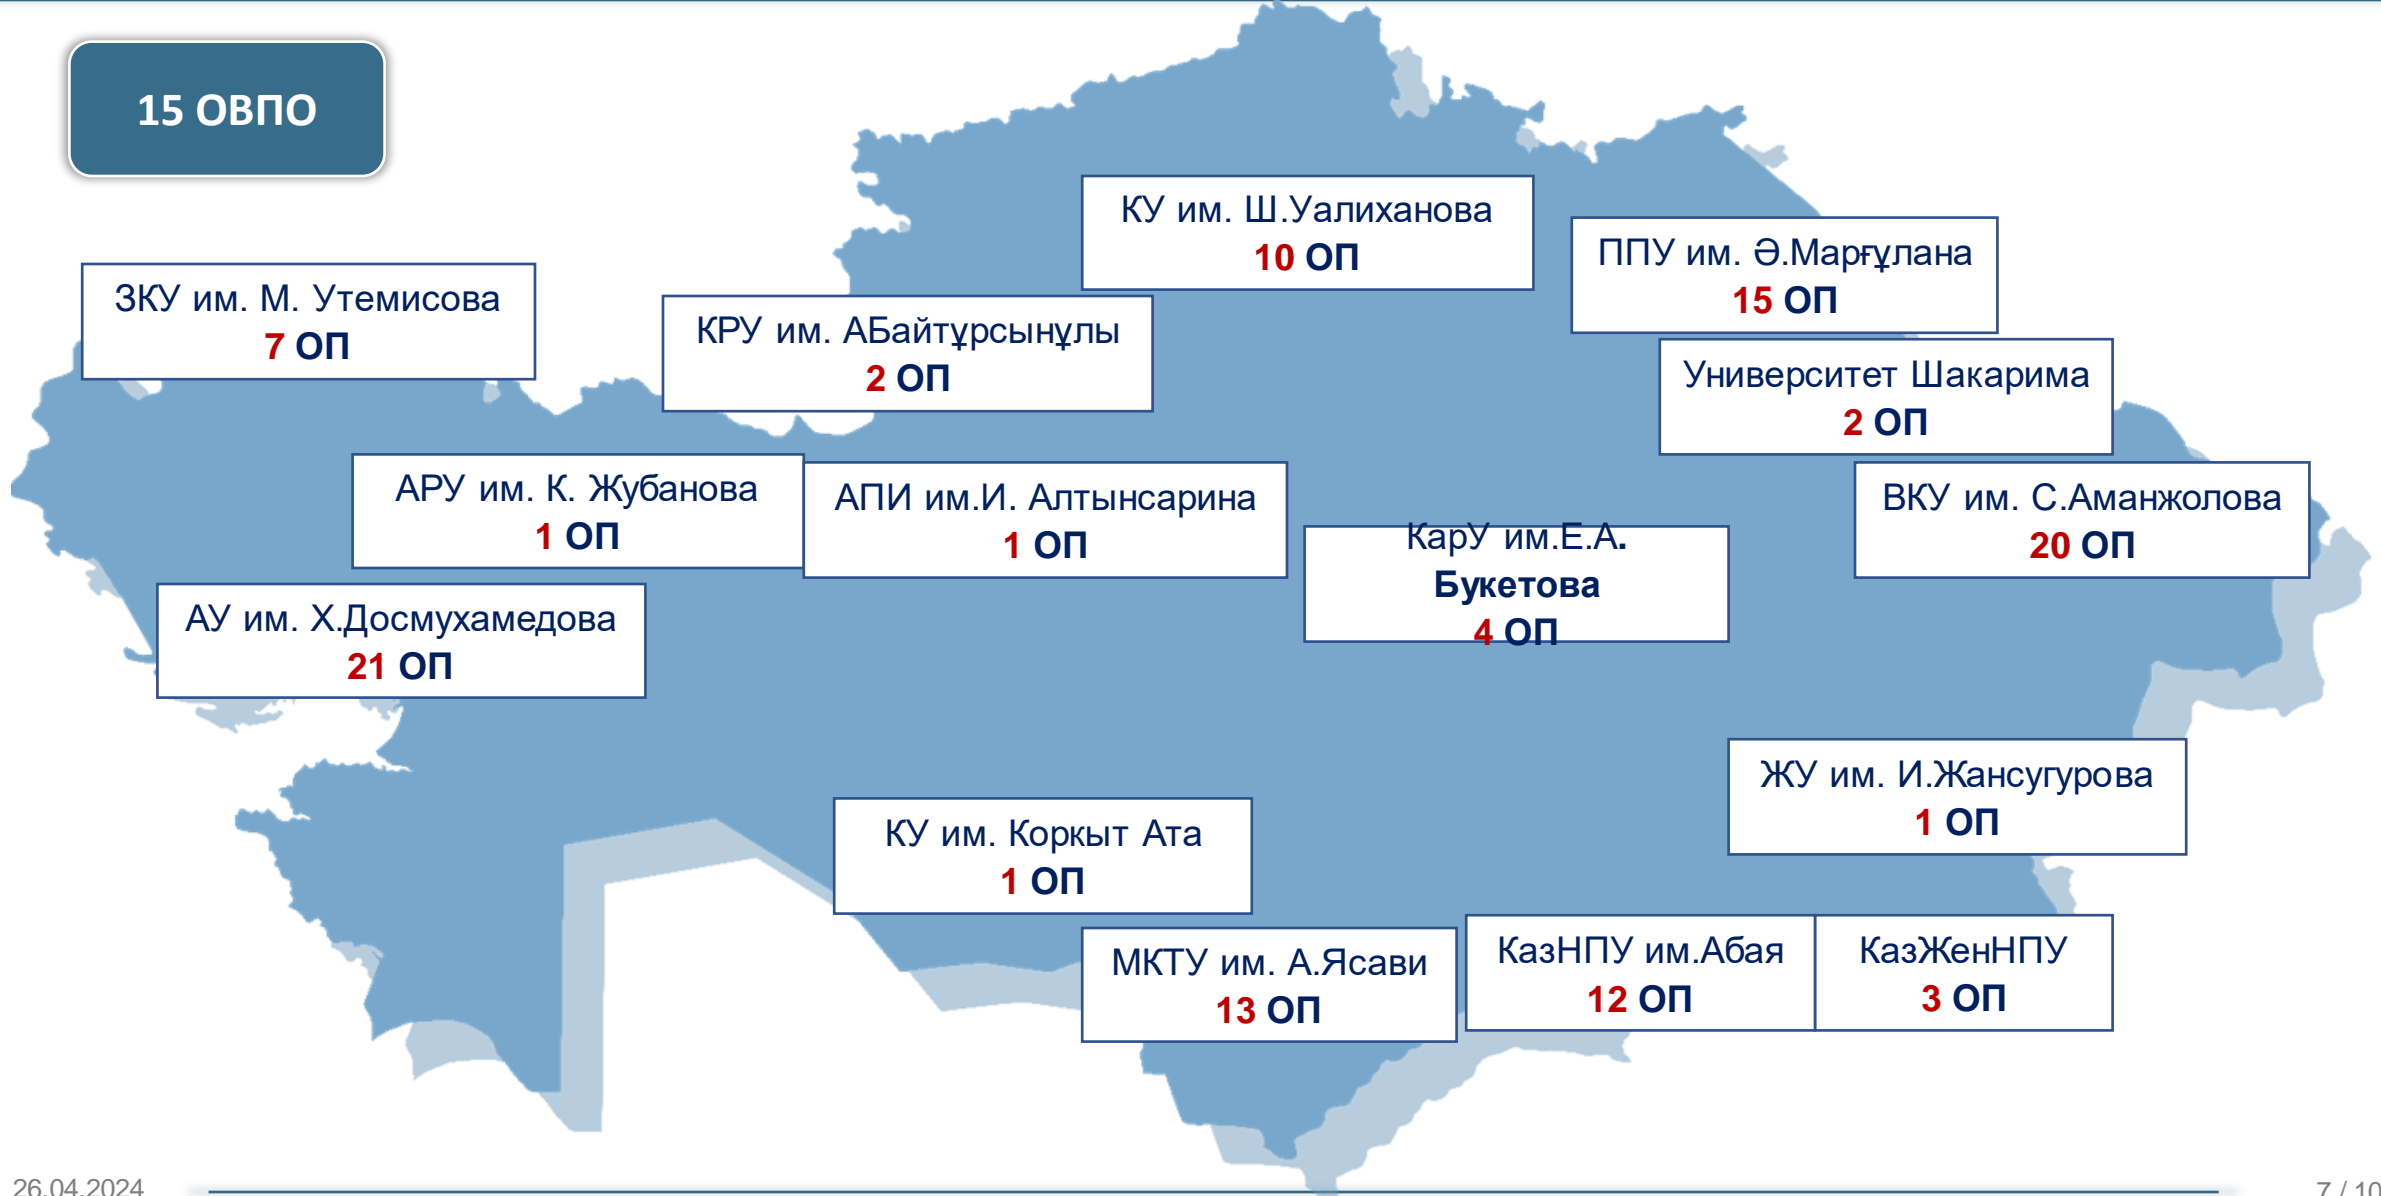 15 ОВПО
КУ им. Ш.Уалиханова
10 ОП
ППУ им. Ә.Марғұлана
15 ОП
ЗКУ им. М. Утемисова
7 ОП
КРУ им. АБайтұрсынұлы
2 ОП
Университет Шакарима
2 ОП
АРУ им. К. Жубанова
1 ОП
АПИ им.И. Алтынсарина
1 ОП
ВКУ им. С.Аманжолова
20 ОП
КарУ им.Е.А.
Букетова
4 ОП
АУ им. Х.Досмухамедова
21 ОП
ЖУ им. И.Жансугурова
1 ОП
КУ им. Коркыт Ата
1 ОП
МКТУ им. А.Ясави
13 ОП
КазНПУ им.Абая
12 ОП
КазЖенНПУ
3 ОП
26.04.2024
7 / 10